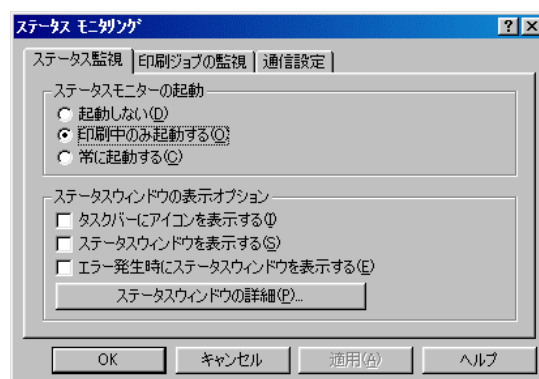 ステータス モニタリング
ステータス監視 印刷ジョブの監視 通信設定
ステータスモニターの起動
起動しない(D)
印刷中のみ起動する(O)
常に起動する(C)
ステータスウィンドウの表示オプション
タスクバーにアイコンを表示する(I)
ステータスウィンドウを表示する(S)
エラー発生時にステータスウィンドウを表示する(E)
ステータスウィンドウの詳細(P)...
OK キャンセル 適用(A) ヘルプ